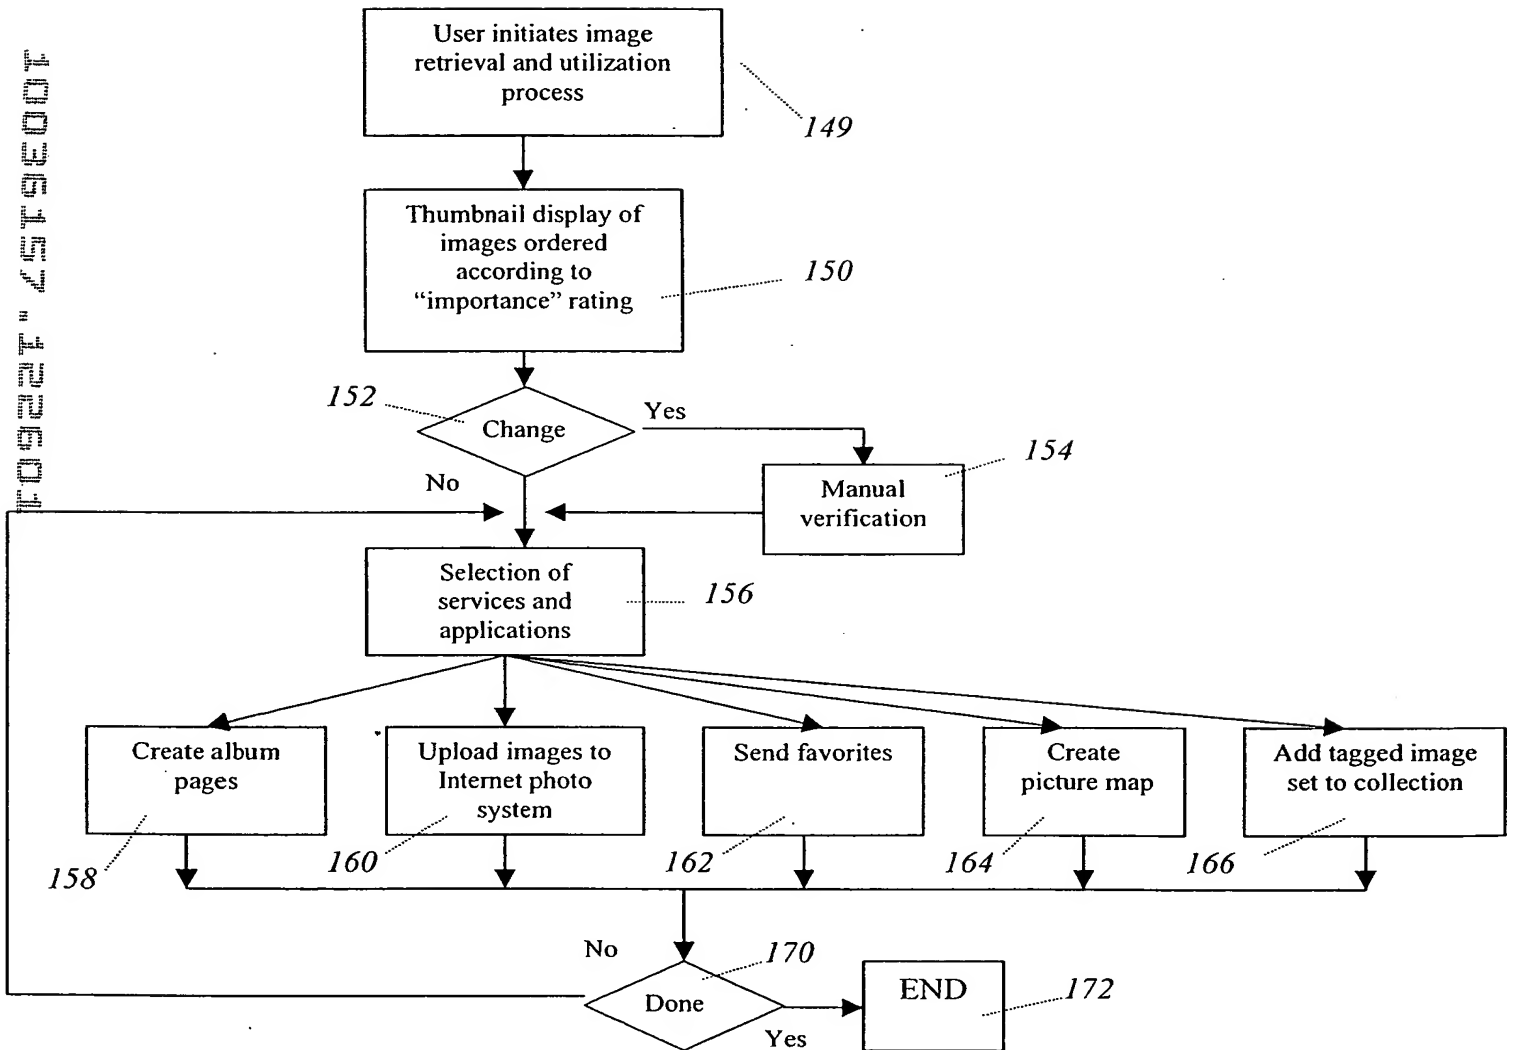 10036157.122601
User initiates image
retrieval and utilization
process
149
Thumbnail display of
images ordered
according to
“importance” rating
150
152
Change
Yes
154
Manual
verification
No
Selection of
services and
applications
156
Create album
pages
Upload images to
Internet photo
system
Send favorites
Create
picture map
Add tagged image
set to collection
158
160
162
164
166
No
170
Done
END
172
Yes